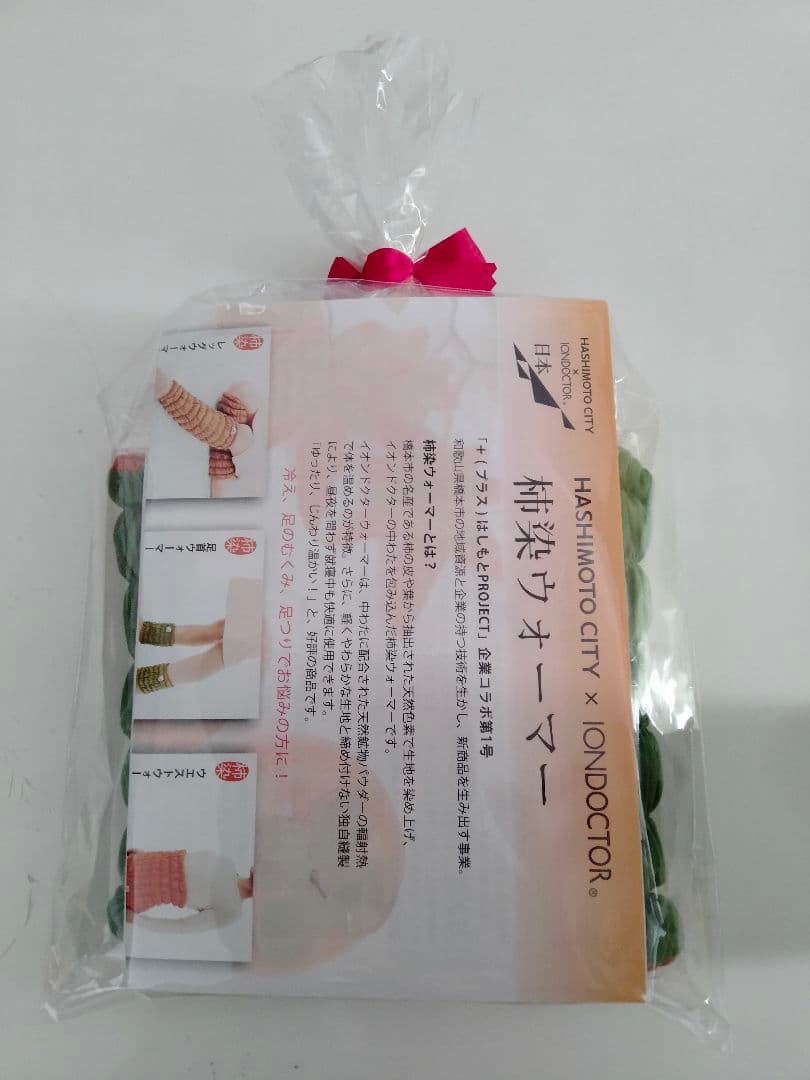 HASHIMOTO CITY
×
IONDOCTOR®
日本
HASHIMOTO CITY × IONDOCTOR®
柿染ウォーマー
「+(プラス)はしもとPROJECT」企業コラボ第1号
和歌山県橋本市の地域資源と企業の持つ技術を生かし、新商品を生み出す事業。
柿染ウォーマーとは？
橋本市の名産である柿の皮や葉から抽出された天然色素で生地を染め上げ、
イオンドクターの中わたを包み込んだ柿染ウォーマーです。
イオンドクターウォーマーは、中わたに配合された天然鉱物パウダーの輻射熱
で体を温めるのが特徴。さらに、軽くやわらかな生地と締め付けない独自縫製
により、昼夜を問わず就寝中も快適に使用できます。
「ゆったり、じんわり温かい！」と、好評の商品です。
冷え、足のむくみ、足つりでお悩みの方に！
柿染
レッグウォーマ
柿染
足首ウォーマー
柿染
ウエストウォー